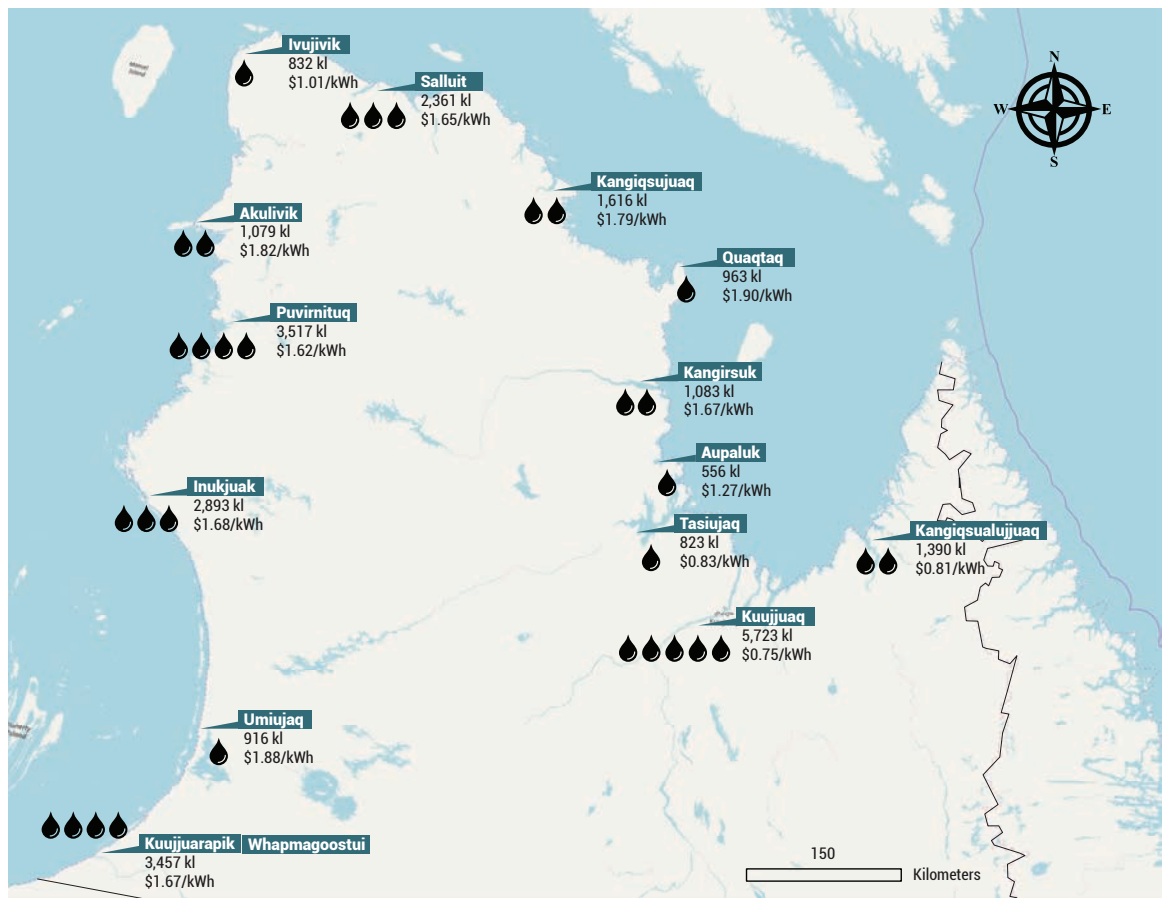 Ivujivik
832 kl
$1.01/kWh
Salluit
2,361 kl
$1.65/kWh
N
W
E
S
Kangiqsujuaq
1,616 kl
$1.79/kWh
Akulivik
1,079 kl
$1.82/kWh
Quaqtaq
963 kl
$1.90/kWh
Puvirnituq
3,517 kl
$1.62/kWh
Kangirsuk
1,083 kl
$1.67/kWh
Aupaluk
556 kl
$1.27/kWh
Inukjuak
2,893 kl
$1.68/kWh
Tasiujaq
823 kl
$0.83/kWh
Kangiqsualujjuaq
1,390 kl
$0.81/kWh
Kuujjuaq
5,723 kl
$0.75/kWh
Umiujaq
916 kl
$1.88/kWh
Kuujjuarapik Whapmagoostui
3,457 kl
$1.67/kWh
150
Kilometers